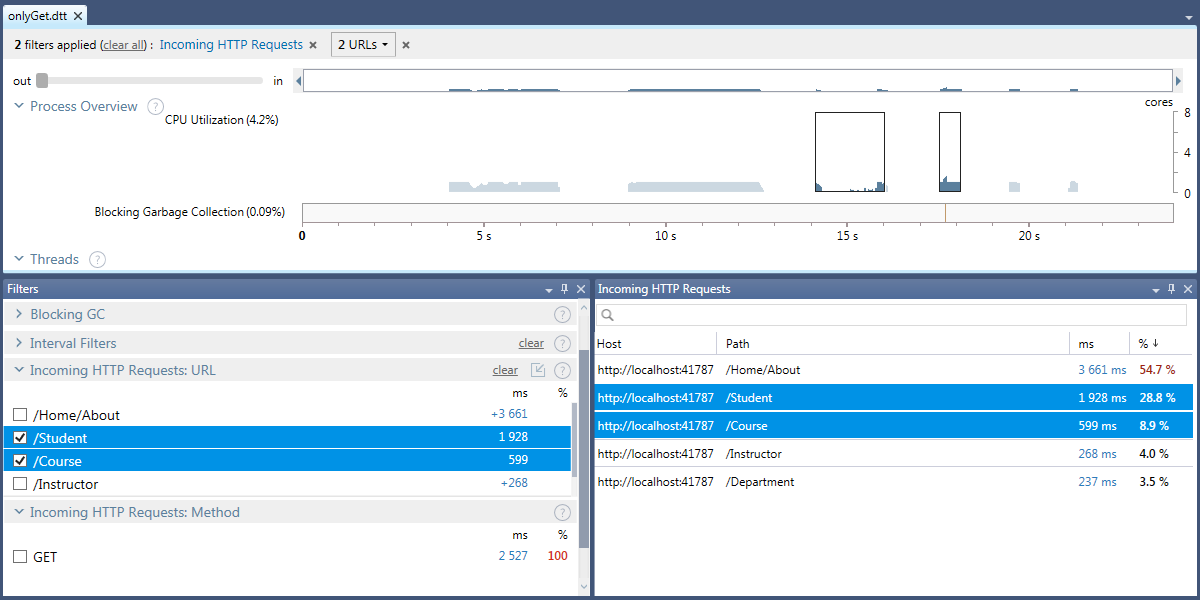 onlyGet.dtt
2 filters applied (clear all) : Incoming HTTP Requests 2 URLs
out in
Process Overview ?
cores
CPU Utilization (4.2%)
8
4
0
Blocking Garbage Collection (0.09%)
0 5 s 10 s 15 s 20 s
Threads ?
Filters
Blocking GC ?
Interval Filters clear ?
Incoming HTTP Requests: URL clear ?
ms %
/Home/About +3 661
/Student 1 928
/Course 599
/Instructor +268
Incoming HTTP Requests: Method ?
ms %
GET 2 527 100
Incoming HTTP Requests
Host Path ms % ↓
http://localhost:41787 /Home/About 3 661 ms 54.7 %
http://localhost:41787 /Student 1 928 ms 28.8 %
http://localhost:41787 /Course 599 ms 8.9 %
http://localhost:41787 /Instructor 268 ms 4.0 %
http://localhost:41787 /Department 237 ms 3.5 %